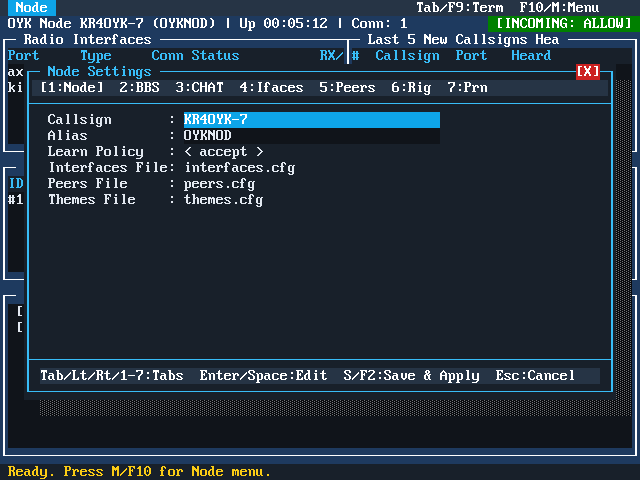 Node Tab/F9:Term F10/M:Menu
OYK Node KR4OYK-7 (OYKNOD) | Up 00:05:12 | Conn: 1 [INCOMING: ALLOW]
Radio Interfaces Last 5 New Callsigns Hea
Port Type Conn Status RX/ # Callsign Port Heard
ax Node Settings [X]
ki [1:Node] 2:BBS 3:CHAT 4:Ifaces 5:Peers 6:Rig 7:Prn
Callsign : KR4OYK-7
Alias : OYKNOD
Learn Policy : < accept >
Interfaces File: interfaces.cfg
ID Peers File : peers.cfg
#1 Themes File : themes.cfg
[
[
Tab/Lt/Rt/1-7:Tabs Enter/Space:Edit S/F2:Save & Apply Esc:Cancel
Ready. Press M/F10 for Node menu.